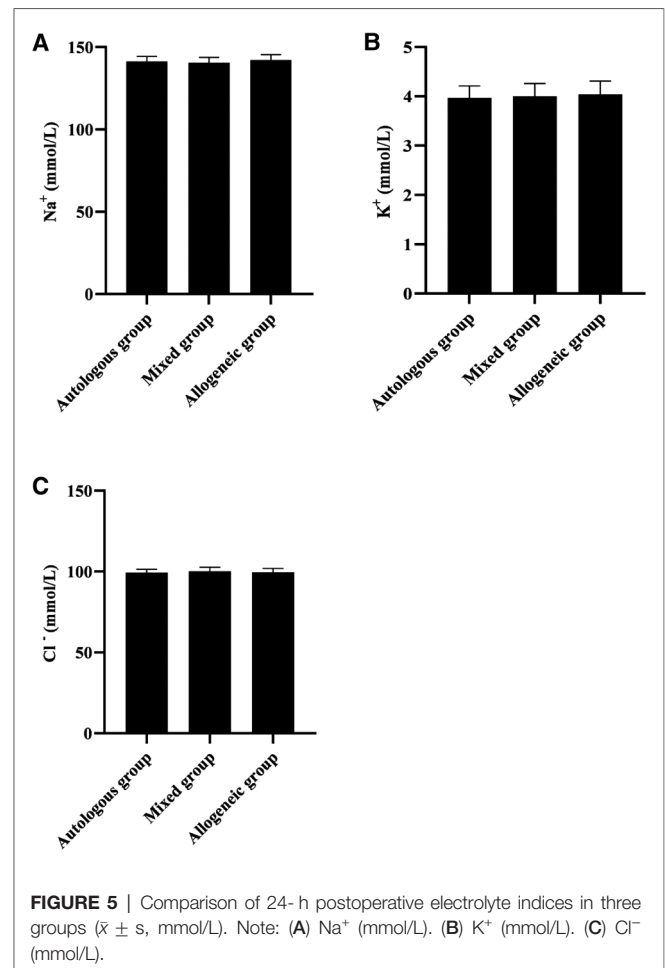 A
B
150
100
50
0
Na⁺ (mmol/L)
Autologous group
Mixed group
Allogeneic group
5
4
3
2
1
0
K⁺ (mmol/L)
Autologous group
Mixed group
Allogeneic group
C
150
100
50
0
Cl⁻ (mmol/L)
Autologous group
Mixed group
Allogeneic group
FIGURE 5 | Comparison of 24- h postoperative electrolyte indices in three
groups (x̄ ± s, mmol/L). Note: (A) Na⁺ (mmol/L). (B) K⁺ (mmol/L). (C) Cl⁻
(mmol/L).